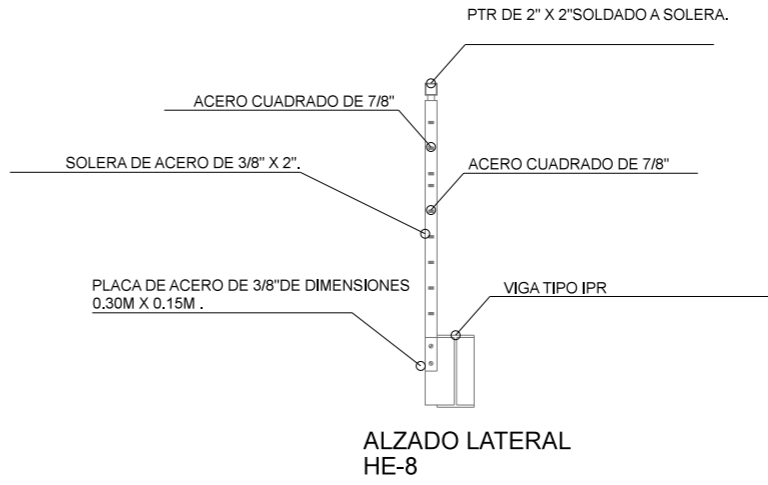 PTR DE 2" X 2"SOLDADO A SOLERA.
ACERO CUADRADO DE 7/8"
SOLERA DE ACERO DE 3/8" X 2".
ACERO CUADRADO DE 7/8"
PLACA DE ACERO DE 3/8"DE DIMENSIONES
0.30M X 0.15M .
VIGA TIPO IPR
ALZADO LATERAL
HE-8